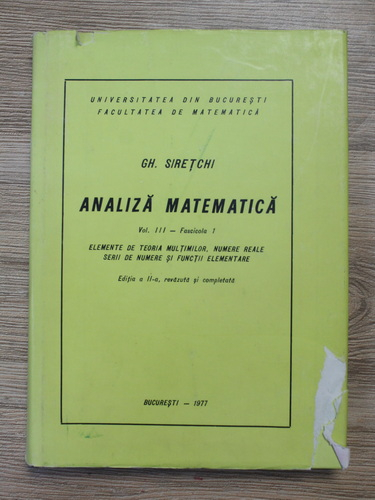 UNIVERSITATEA DIN BUCUREȘTI
FACULTATEA DE MATEMATICĂ
GH. SIREȚCHI
ANALIZĂ MATEMATICĂ
Vol. III — Fascicola 1
ELEMENTE DE TEORIA MULȚIMILOR, NUMERE REALE
SERII DE NUMERE ȘI FUNCȚII ELEMENTARE
Ediția a II-a, revăzută și completată
BUCUREȘTI — 1977